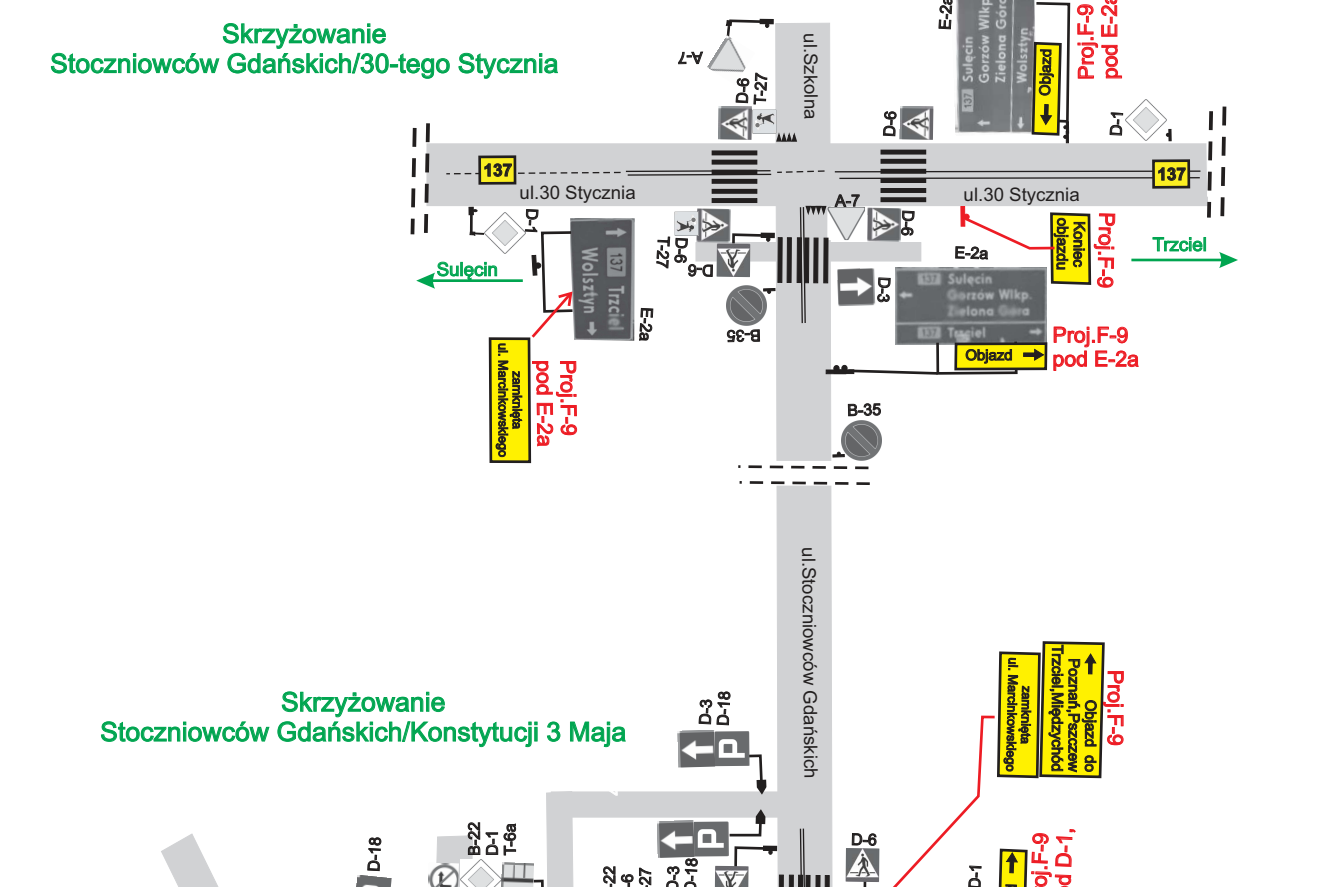 Skrzyżowanie
Stoczniowców Gdańskich/30-tego Stycznia
A-7
ul.Szkolna
D-6
T-27
D-6
E-2a
137 Sulęcin
Gorzów Wlkp.
Zielona Góra
Wolsztyn
Objazd
Proj.F-9
pod E-2a
D-1
137
ul.30 Stycznia
ul.30 Stycznia
137
D-1
Sulęcin
137 Trzciel
Wolsztyn
E-2a
D-6
T-27
D-6
A-7
D-6
Koniec
objazdu
Proj.F-9
Trzciel
B-35
D-3
E-2a
137 Sulęcin
Gorzów Wlkp.
Zielona Góra
137 Trzciel
Objazd
Proj.F-9
pod E-2a
zamknięta
ul. Marcinkowskiego
Proj.F-9
pod E-2a
B-35
ul.Stoczniowców Gdańskich
Skrzyżowanie
Stoczniowców Gdańskich/Konstytucji 3 Maja
D-3
D-18
P
Objazd do
Poznań,Pszczew
Trzciel,Międzychód
zamknięta
ul. Marcinkowskiego
Proj.F-9
D-18
B-22
D-1
T-6a
P
D-3
D-18
D-6
D-1